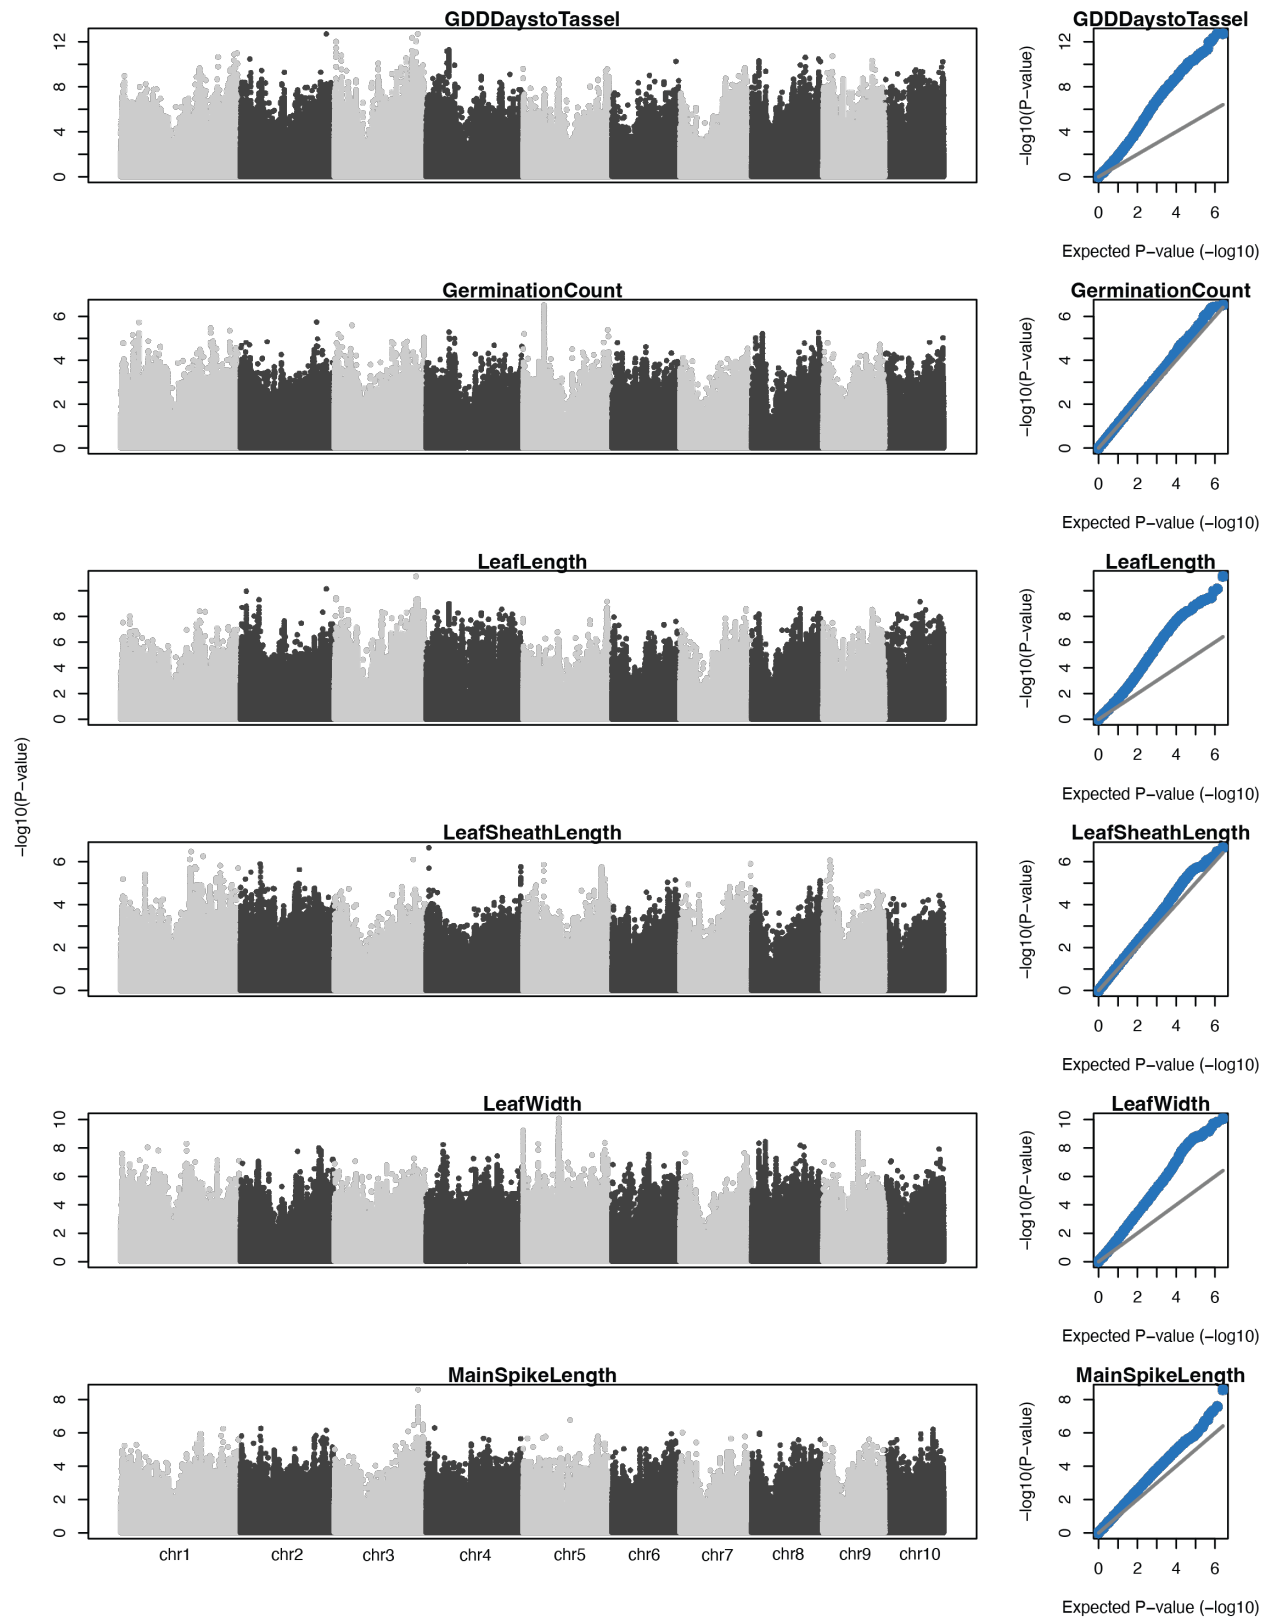 GDDDaystoTassel
GDDDaystoTassel
0 4 8 12
−log10(P−value)
0 4 8 12
0 2 4 6
Expected P−value (−log10)
GerminationCount
GerminationCount
0 2 4 6
−log10(P−value)
0 2 4 6
0 2 4 6
Expected P−value (−log10)
LeafLength
LeafLength
0 2 4 6 8
−log10(P−value)
0 2 4 6 8
0 2 4 6
Expected P−value (−log10)
−log10(P−value)
LeafSheathLength
LeafSheathLength
0 2 4 6
−log10(P−value)
0 2 4 6
0 2 4 6
Expected P−value (−log10)
LeafWidth
LeafWidth
0 2 4 6 8 10
−log10(P−value)
0 2 4 6 8 10
0 2 4 6
Expected P−value (−log10)
MainSpikeLength
MainSpikeLength
0 2 4 6 8
−log10(P−value)
0 2 4 6 8
chr1 chr2 chr3 chr4 chr5 chr6 chr7 chr8 chr9 chr10
0 2 4 6
Expected P−value (−log10)